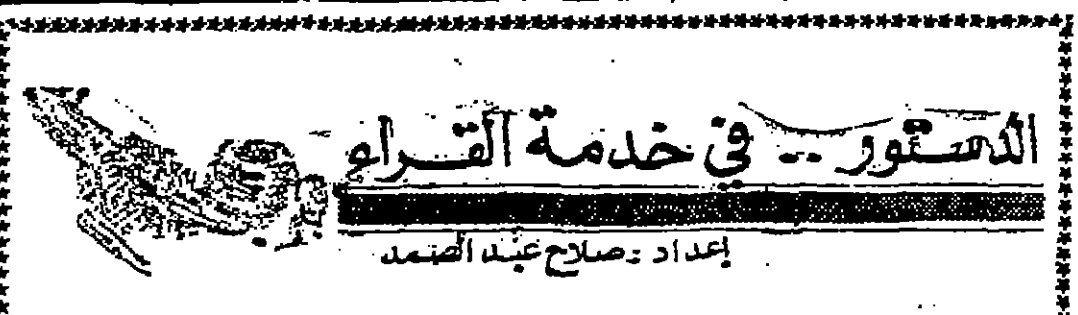 الدستور -- في خدمة القراء
إعداد : صلاح عبد الصمد